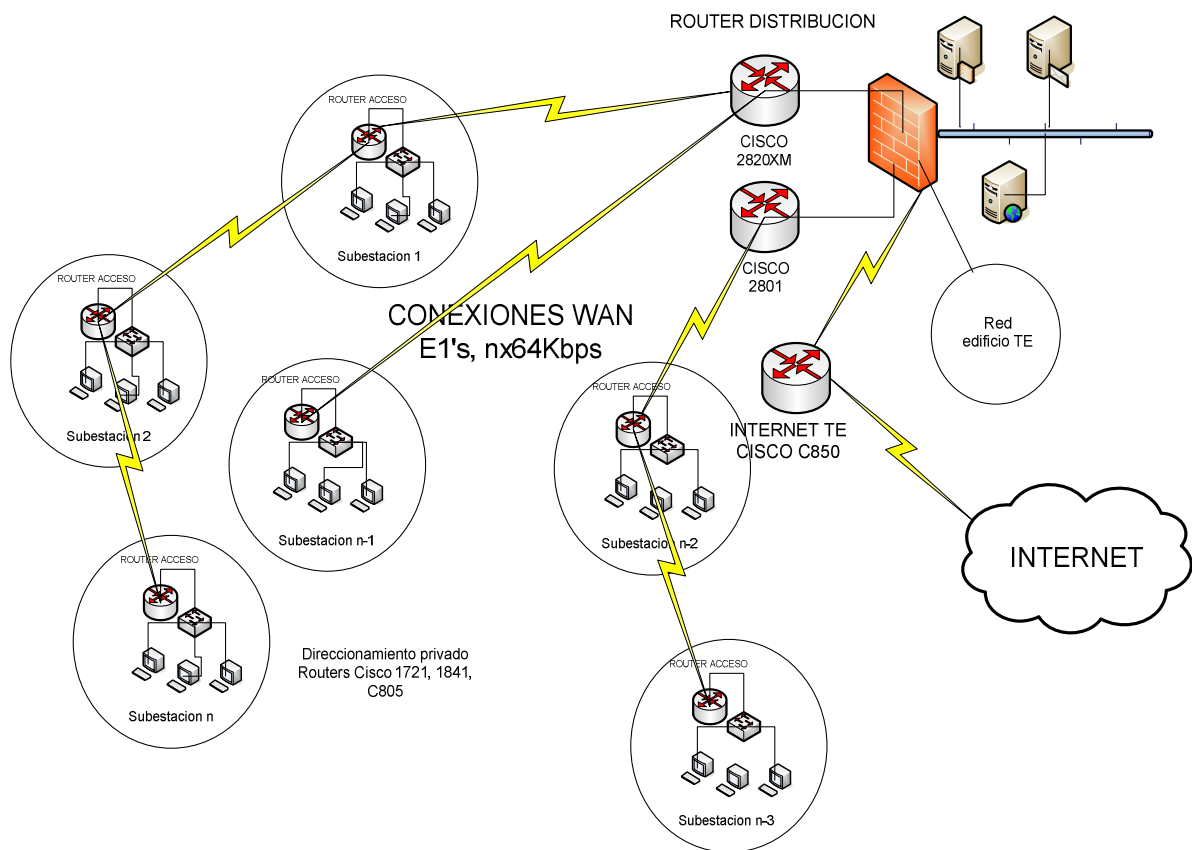 ROUTER DISTRIBUCION
CISCO
2820XM
CISCO
2801
ROUTER ACCESO
Subestacion 1
ROUTER ACCESO
Subestacion 2
CONEXIONES WAN
E1's, nx64Kbps
Red
edificio TE
ROUTER ACCESO
Subestacion n-1
ROUTER ACCESO
Subestacion n-2
INTERNET TE
CISCO C850
INTERNET
ROUTER ACCESO
Subestacion n
Direccionamiento privado
Routers Cisco 1721, 1841,
C805
ROUTER ACCESO
Subestacion n-3